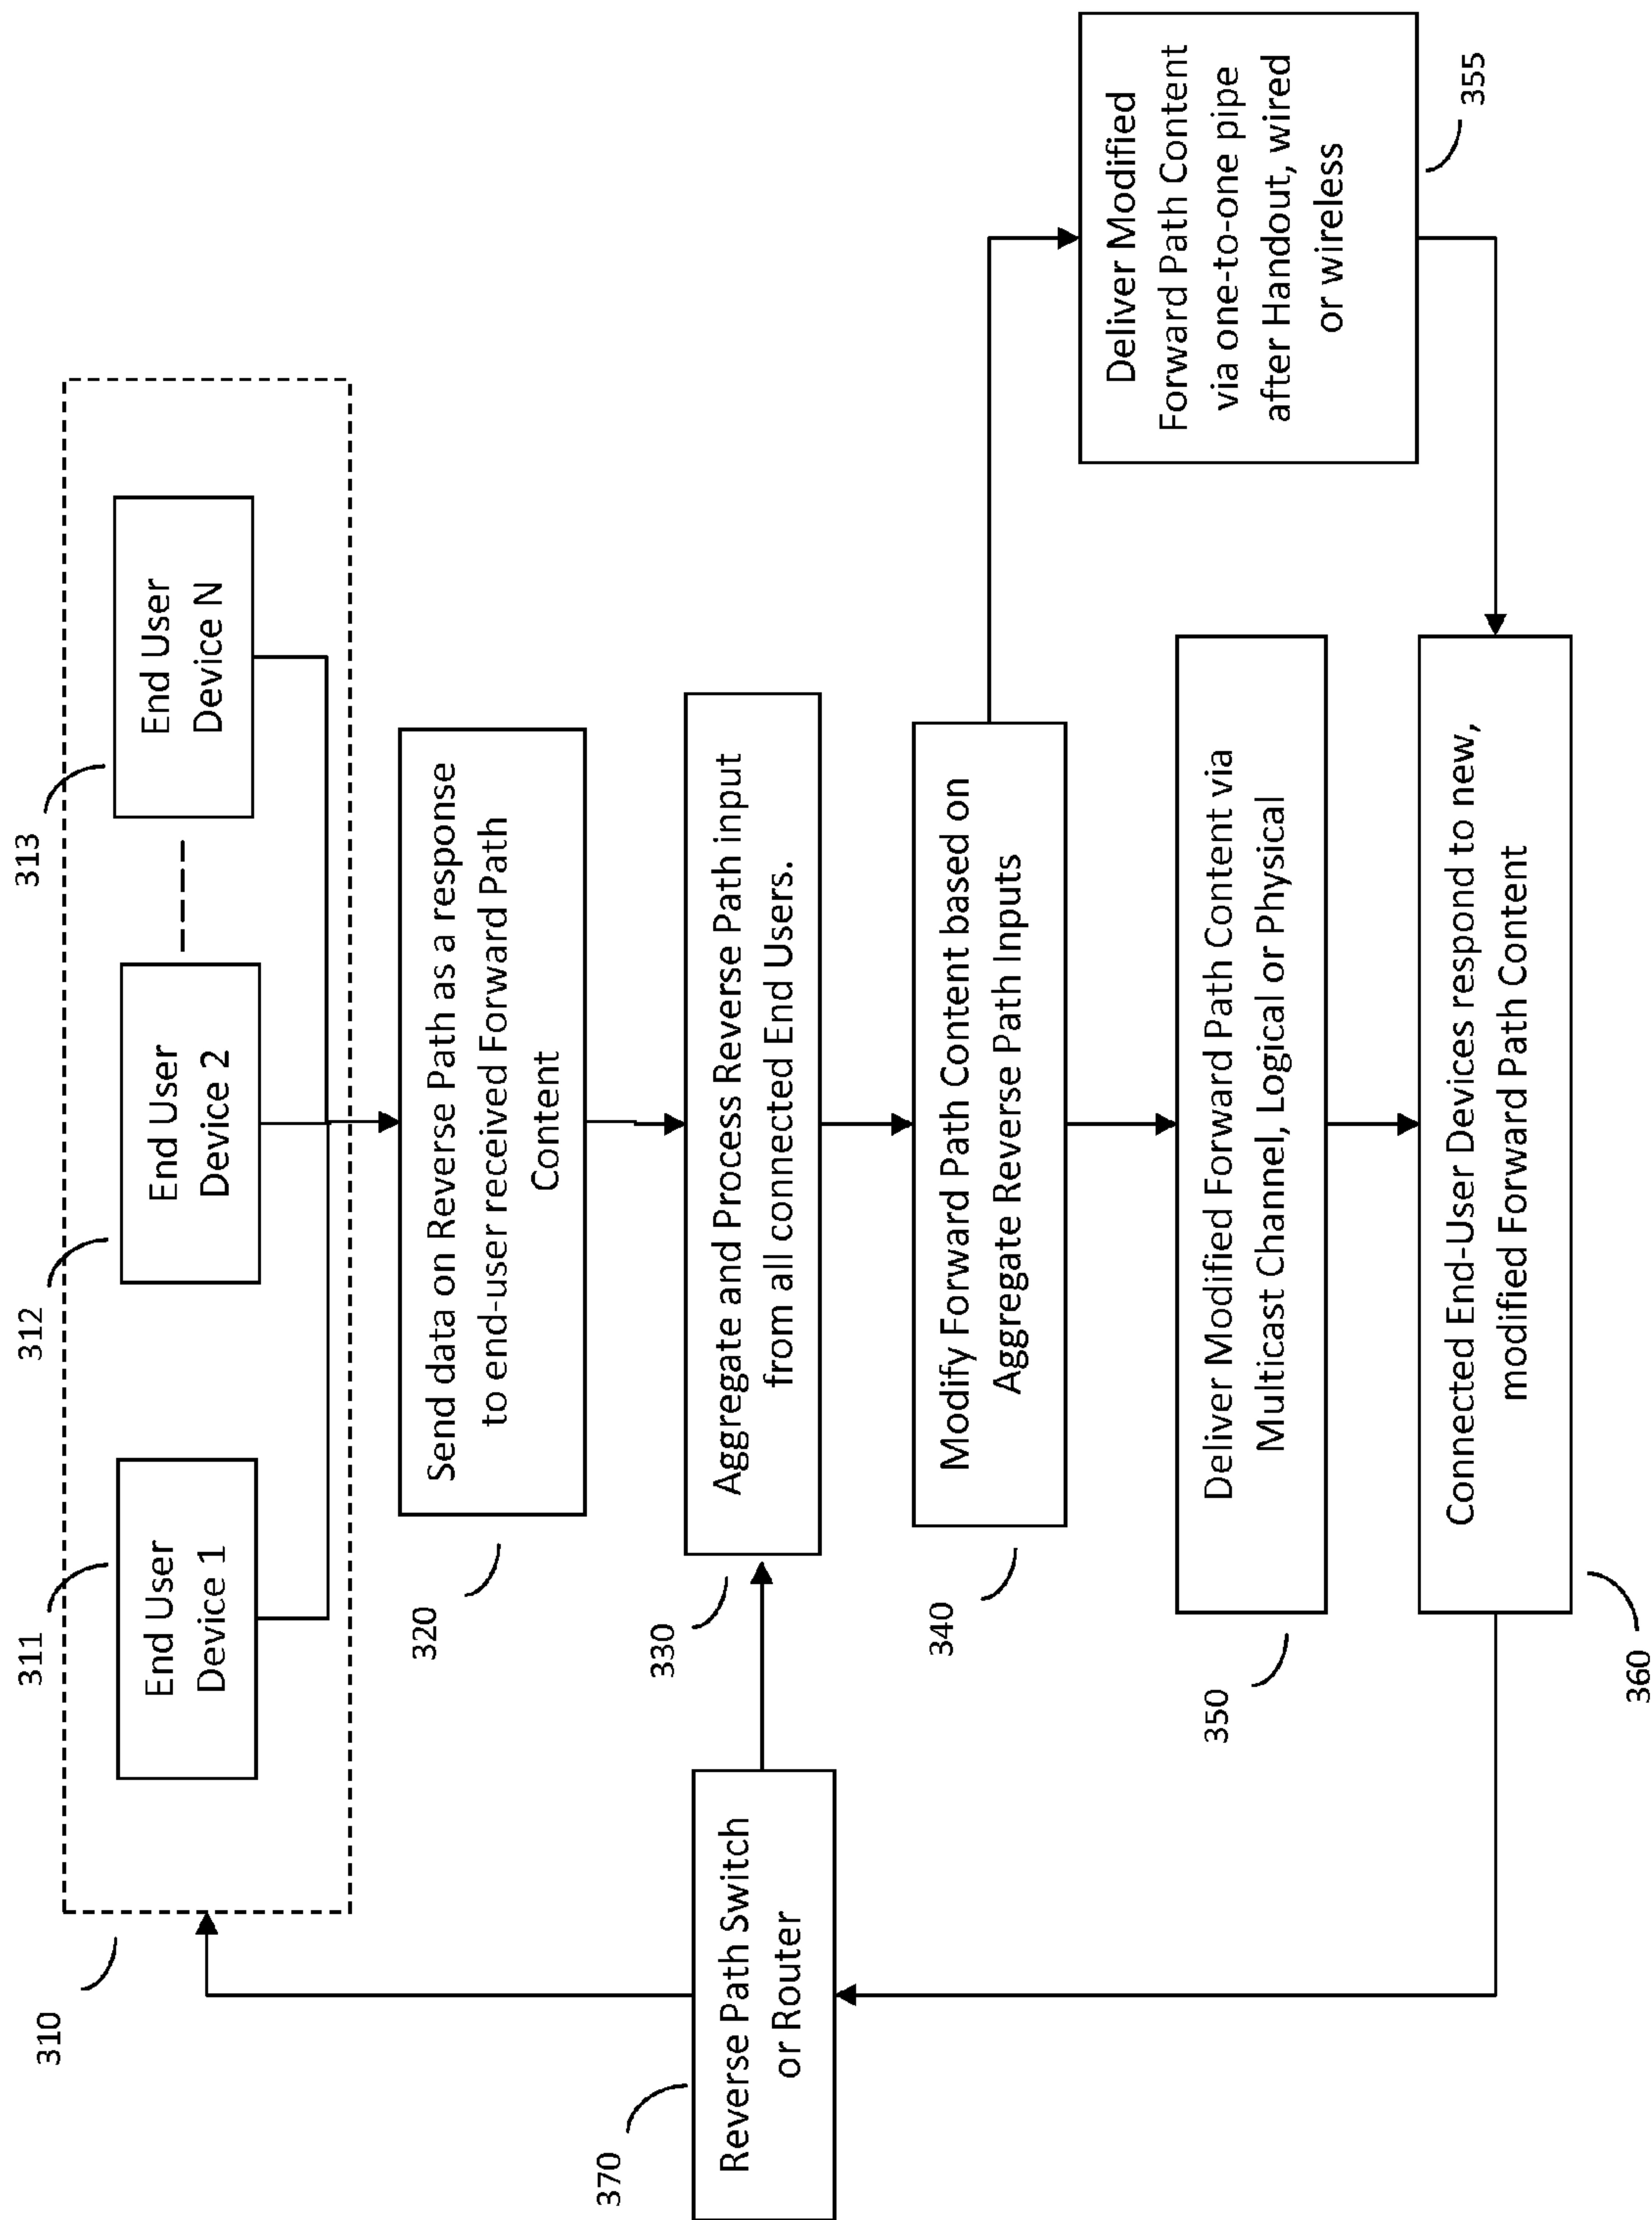 310
311
End User
Device 1
312
End User
Device 2
313
End User
Device N
320
Send data on Reverse Path as a response
to end-user received Forward Path
Content
370
Reverse Path Switch
or Router
330
Aggregate and Process Reverse Path input
from all connected End Users.
340
Modify Forward Path Content based on
Aggregate Reverse Path Inputs
350
Deliver Modified Forward Path Content via
Multicast Channel, Logical or Physical
Deliver Modified
Forward Path Content
via one-to-one pipe
after Handout, wired
or wireless
355
360
Connected End-User Devices respond to new,
modified Forward Path Content